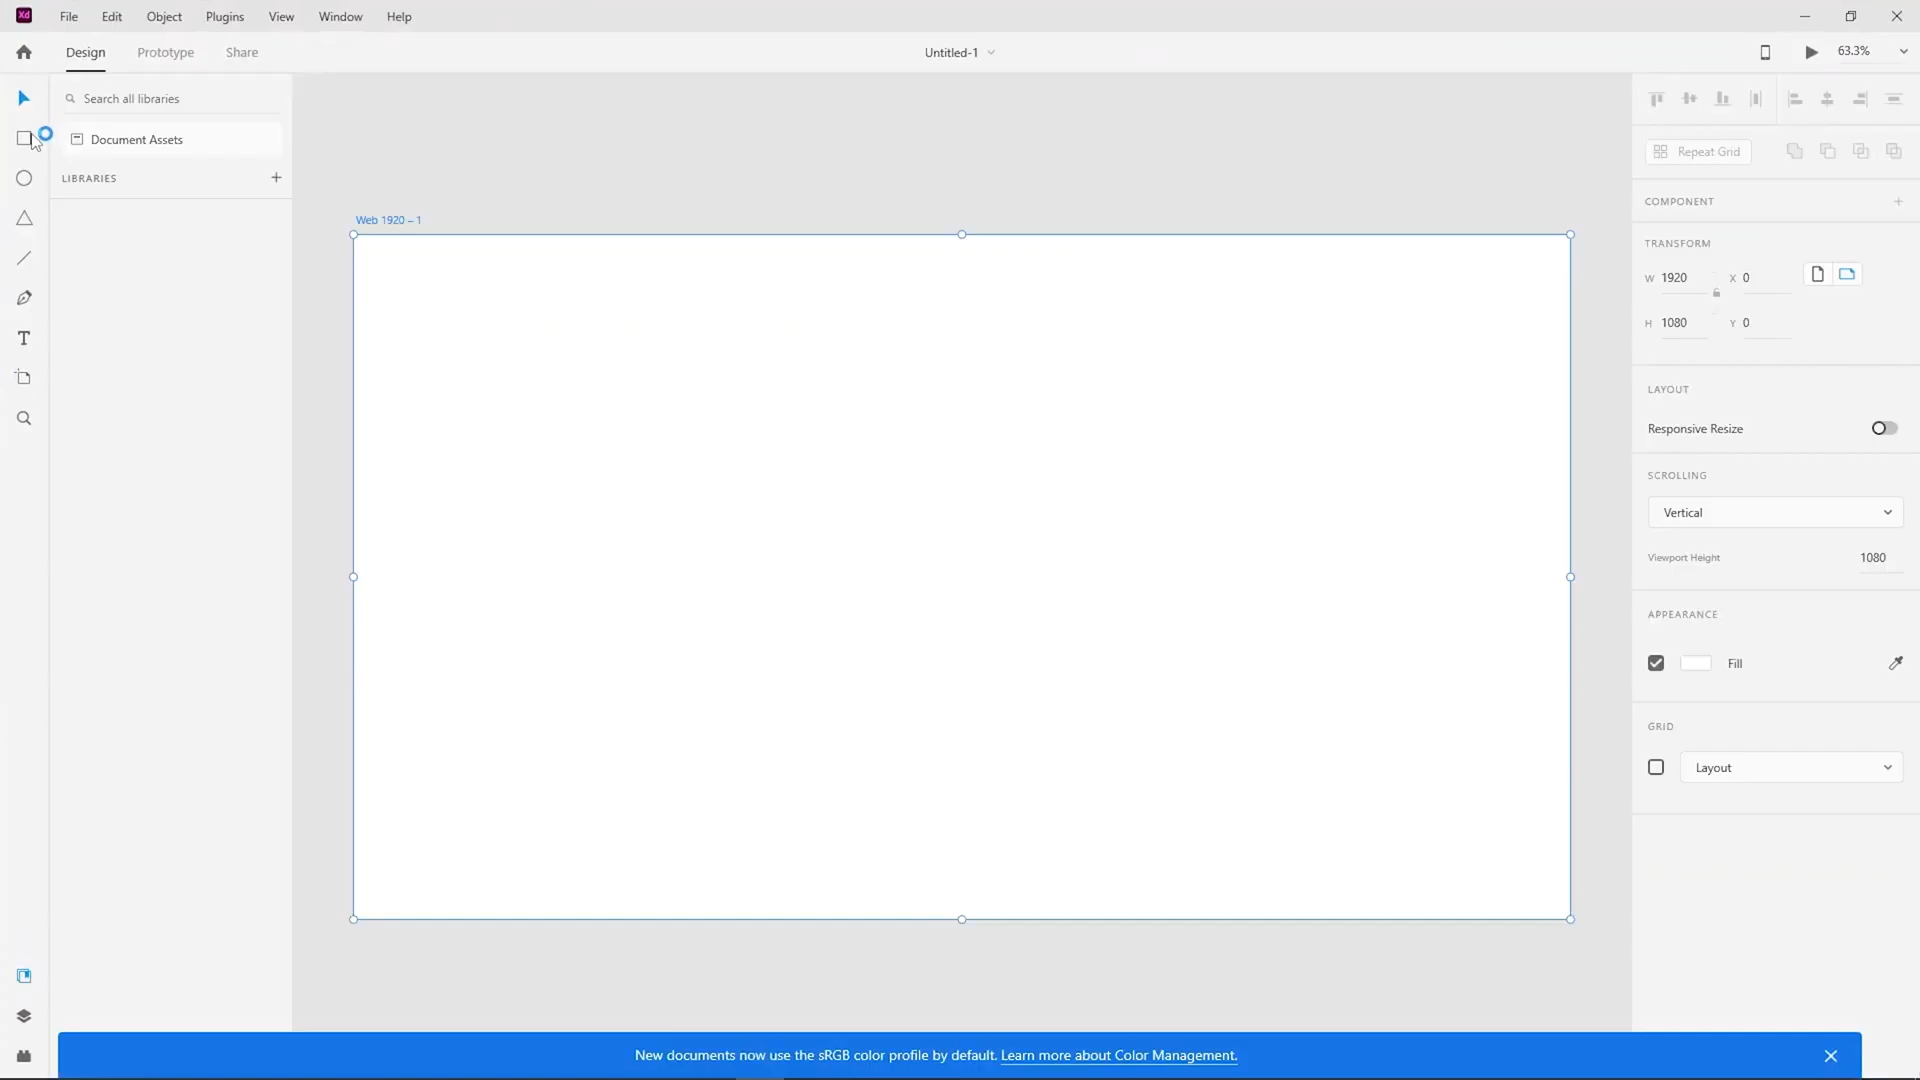 Xd File Edit Object Plugins View Window Help
Design Prototype Share Untitled-1 63.3%
Search all libraries
Document Assets
LIBRARIES
Web 1920 – 1
Repeat Grid
COMPONENT
TRANSFORM
W 1920 X 0
H 1080 Y 0
LAYOUT
Responsive Resize
SCROLLING
Vertical
Viewport Height 1080
APPEARANCE
Fill
GRID
Layout
New documents now use the sRGB color profile by default. Learn more about Color Management.